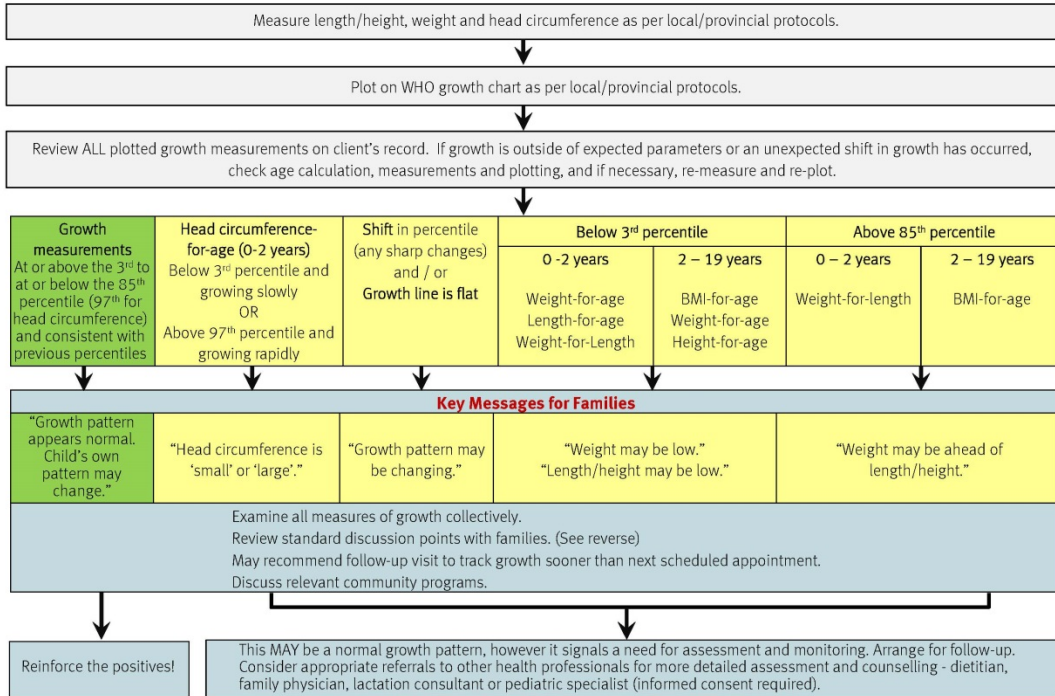 Measure length/height, weight and head circumference as per local/provincial protocols.
Plot on WHO growth chart as per local/provincial protocols.
Review ALL plotted growth measurements on client's record. If growth is outside of expected parameters or an unexpected shift in growth has occurred,
check age calculation, measurements and plotting, and if necessary, re-measure and re-plot.
Growth
measurements
At or above the 3rd to
at or below the 85th
percentile (97th for
head circumference)
and consistent with
previous percentiles
Head circumference-
for-age (0-2 years)
Below 3rd percentile and
growing slowly
OR
Above 97th percentile and
growing rapidly
Shift in percentile
(any sharp changes)
and / or
Growth line is flat
Below 3rd percentile
0 -2 years
Weight-for-age
Length-for-age
Weight-for-Length
2 – 19 years
BMI-for-age
Weight-for-age
Height-for-age
Above 85th percentile
0 – 2 years
Weight-for-length
2 – 19 years
BMI-for-age
Key Messages for Families
"Growth pattern
appears normal.
Child's own
pattern may
change."
"Head circumference is
'small' or 'large'."
"Growth pattern may
be changing."
"Weight may be low."
"Length/height may be low."
"Weight may be ahead of
length/height."
Examine all measures of growth collectively.
Review standard discussion points with families. (See reverse)
May recommend follow-up visit to track growth sooner than next scheduled appointment.
Discuss relevant community programs.
Reinforce the positives!
This MAY be a normal growth pattern, however it signals a need for assessment and monitoring. Arrange for follow-up.
Consider appropriate referrals to other health professionals for more detailed assessment and counselling - dietitian,
family physician, lactation consultant or pediatric specialist (informed consent required).